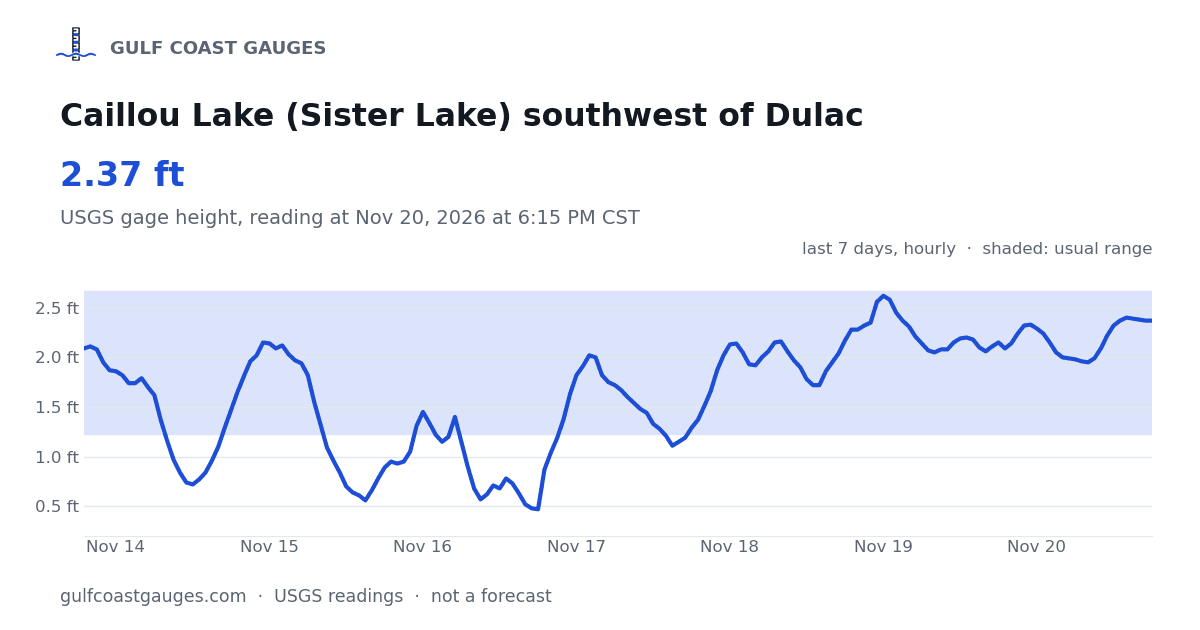 GULF COAST GAUGES
Caillou Lake (Sister Lake) southwest of Dulac
2.37 ft
USGS gage height, reading at Nov 20, 2026 at 6:15 PM CST
last 7 days, hourly · shaded: usual range
2.5 ft
2.0 ft
1.5 ft
1.0 ft
0.5 ft
Nov 14 Nov 15 Nov 16 Nov 17 Nov 18 Nov 19 Nov 20
gulfcoastgauges.com · USGS readings · not a forecast